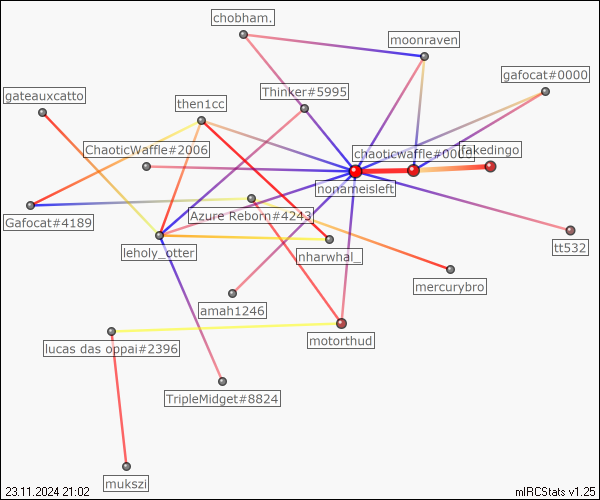 chobham.
moonraven
gafocat#0000
gateauxcatto
Thinker#5995
then1cc
ChaoticWaffle#2006
chaoticwaffle#0001
fakedingo
nonameisleft
Gafocat#4189
Azure Reborn#4243
leholy_otter
nharwhal_
tt532
mercurybro
amah1246
motorthud
lucas das oppai#2396
TripleMidget#8824
mukszi
23.11.2024 21:02
mIRCStats v1.25